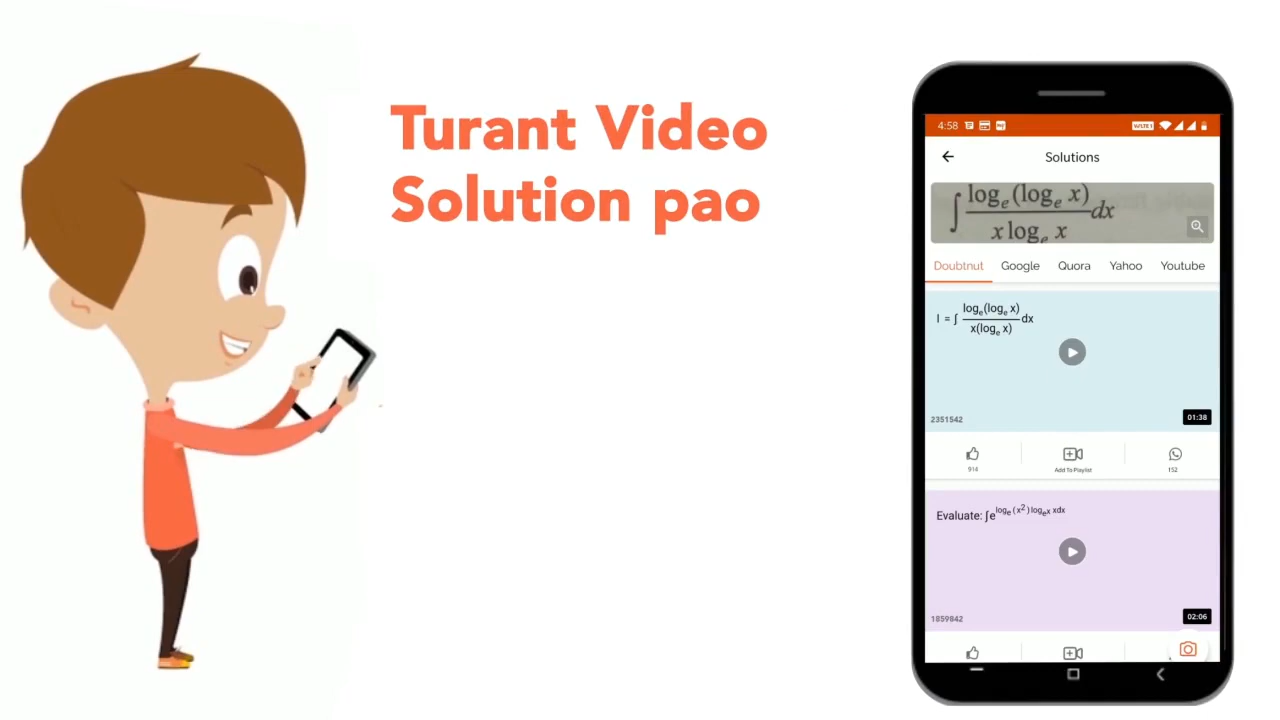 Turant Video
Solution pao
4:58
Solutions
∫ logₑ(logₑ x) / x logₑ x dx
Doubtnut Google Quora Yahoo Youtube
I = ∫ logₑ(logₑ x) / x(logₑ x) dx
2351542 01:38
914 Add To Playlist 152
Evaluate: ∫e^logₑ(x²)logₑx xdx
1859842 02:06